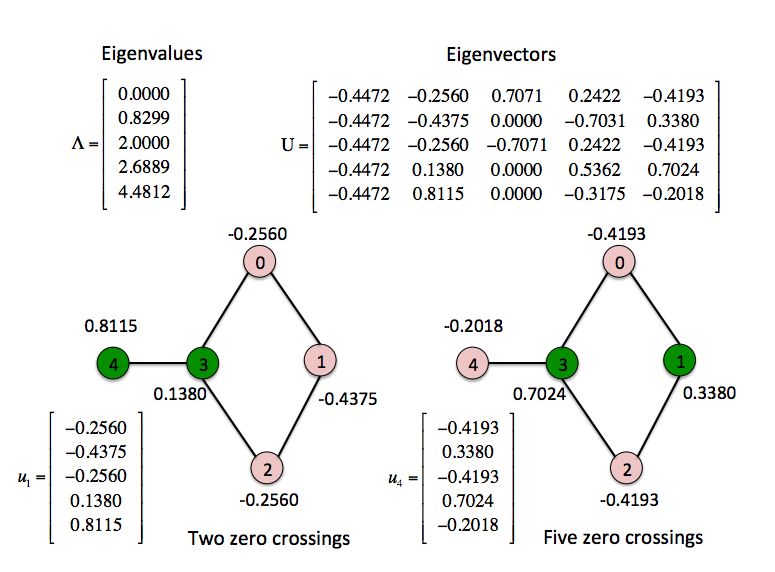 Eigenvalues
Eigenvectors
Λ =
0.0000
0.8299
2.0000
2.6889
4.4812
U =
−0.4472 −0.2560 0.7071 0.2422 −0.4193
−0.4472 −0.4375 0.0000 −0.7031 0.3380
−0.4472 −0.2560 −0.7071 0.2422 −0.4193
−0.4472 0.1380 0.0000 0.5362 0.7024
−0.4472 0.8115 0.0000 −0.3175 −0.2018
-0.2560
0
0.8115
4
3
1
0.1380
-0.4375
2
-0.2560
u₁ =
−0.2560
−0.4375
−0.2560
0.1380
0.8115
Two zero crossings
-0.4193
0
-0.2018
4
3
1
0.7024
0.3380
2
-0.4193
u₄ =
−0.4193
0.3380
−0.4193
0.7024
−0.2018
Five zero crossings